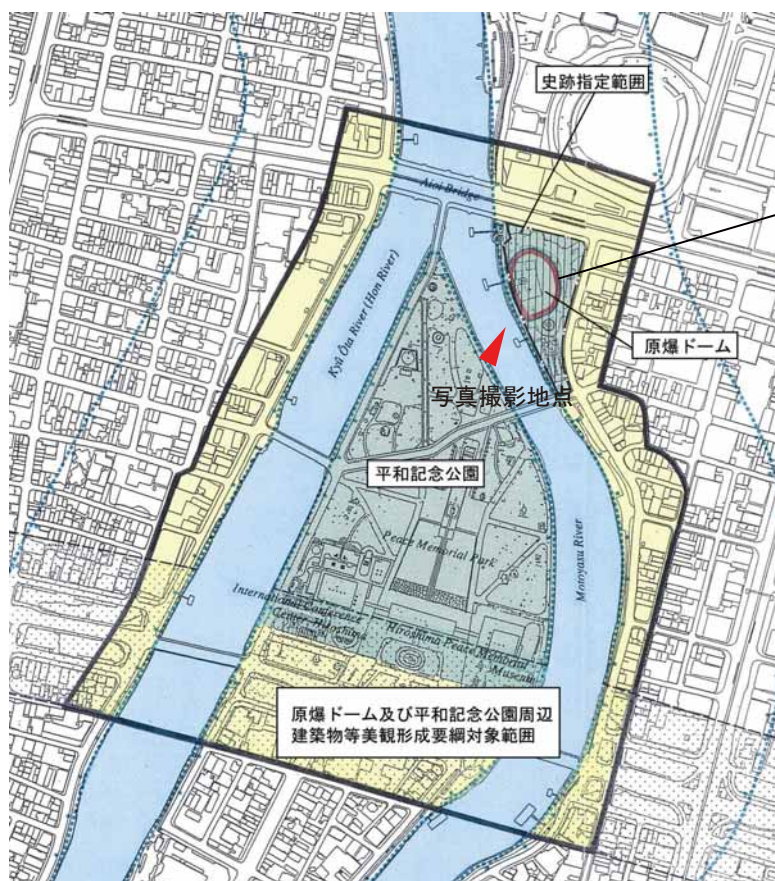 史跡指定範囲
Aioi Bridge
Kyū Ōta River (Hon River)
原爆ドーム
写真撮影地点
平和記念公園
Peace Memorial Park
Motoyasu River
International Conference
Center Hiroshima
Hiroshima Peace Memorial
Museum
原爆ドーム及び平和記念公園周辺
建築物等美観形成要綱対象範囲